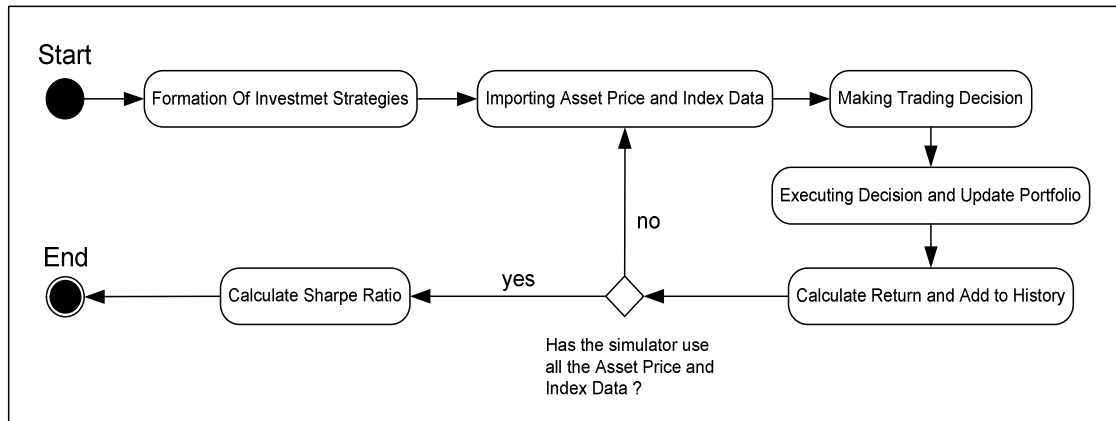 Start
Formation Of Investmet Strategies
Importing Asset Price and Index Data
Making Trading Decision
Executing Decision and Update Portfolio
no
End
yes
Calculate Sharpe Ratio
Calculate Return and Add to History
Has the simulator use
all the Asset Price and
Index Data ?